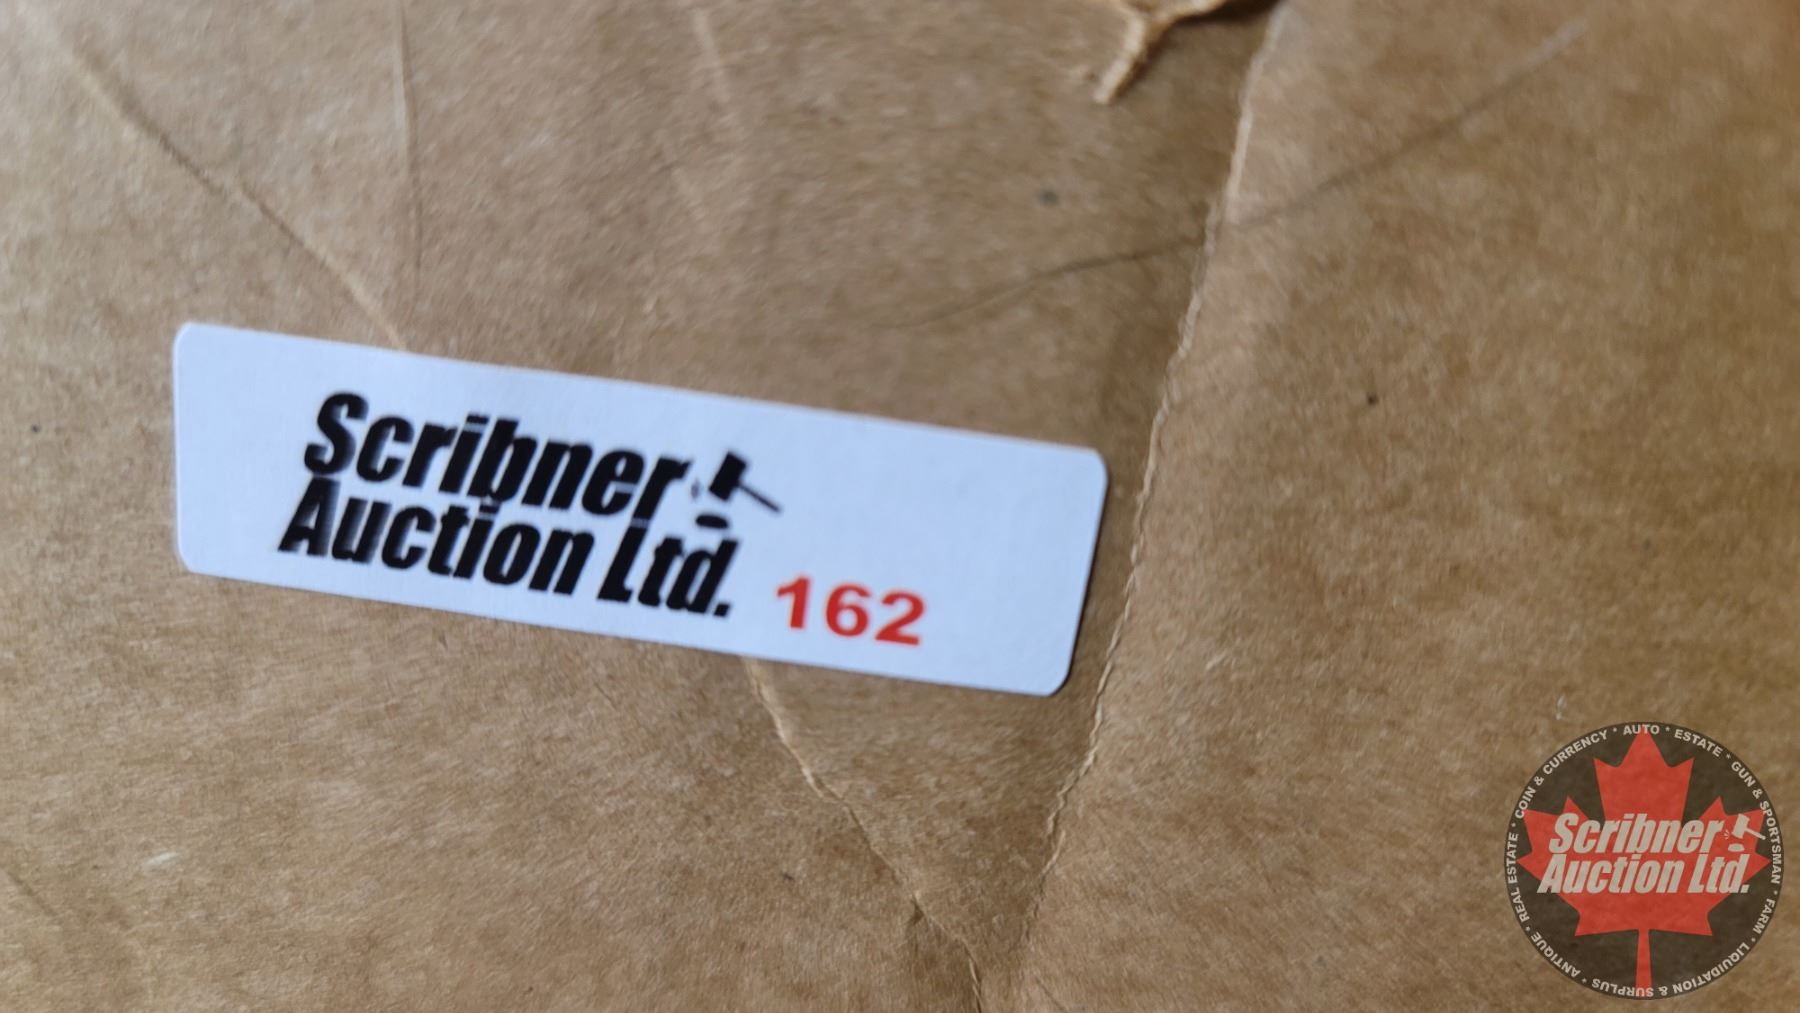 Scribner
Auction Ltd.
162
REAL ESTATE * COIN & CURRENCY * AUTO * ESTATE * GUN & SPORTSMAN * FARM * LIQUIDATION & SURPLUS * ANTIQUE *
Scribner
Auction Ltd.